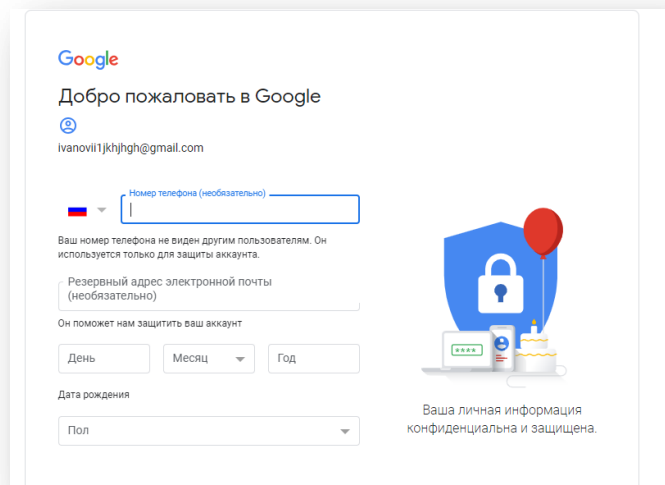 Google
Добро пожаловать в Google
ivanovii1jkhjhgh@gmail.com
Номер телефона (необязательно)
Ваш номер телефона не виден другим пользователям. Он
используется только для защиты аккаунта.
Резервный адрес электронной почты
(необязательно)
Он поможет нам защитить ваш аккаунт
День Месяц Год
Дата рождения
Пол
****
Ваша личная информация
конфиденциальна и защищена.